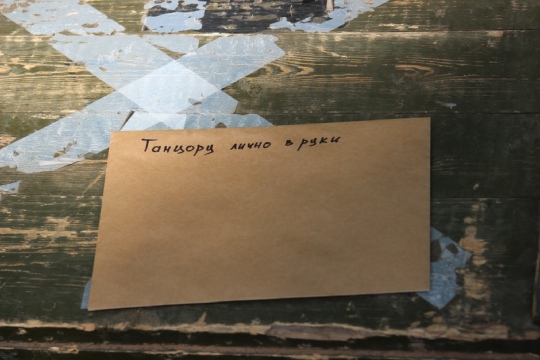 Танцору лично в руки